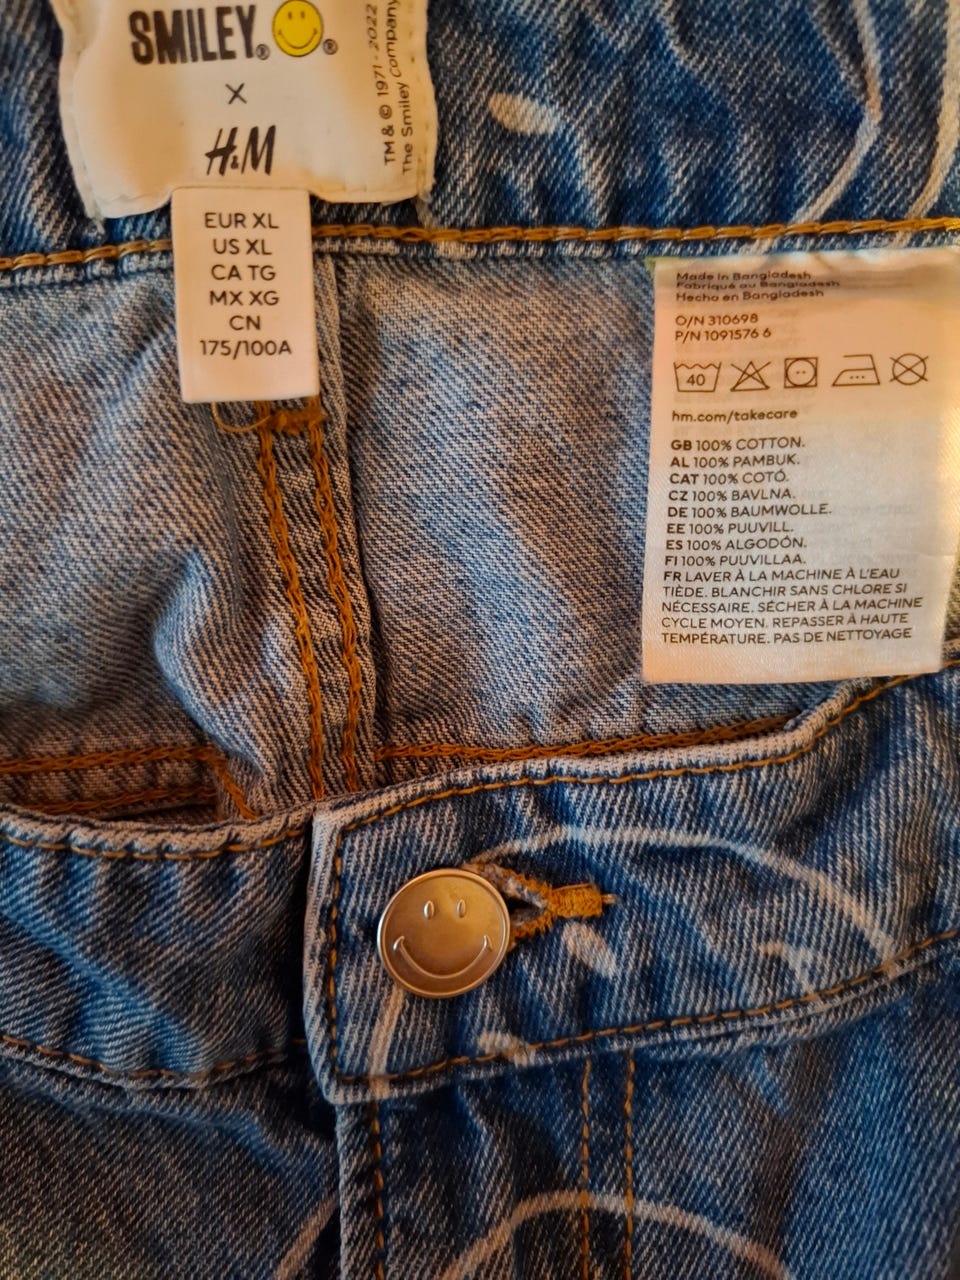 SMILEY® ®
X
H&M
TM & © 1971 - 2022
The Smiley Company
EUR XL
US XL
CA TG
MX XG
CN
175/100A
Made in Bangladesh
Fabriqué au Bangladesh
Hecho en Bangladesh
O/N 310698
P/N 1091576 6
40
hm.com/takecare
GB 100% COTTON.
AL 100% PAMBUK.
CAT 100% COTÓ.
CZ 100% BAVLNA.
DE 100% BAUMWOLLE.
EE 100% PUUVILL.
ES 100% ALGODÓN.
FI 100% PUUVILLAA.
FR LAVER À LA MACHINE À L'EAU
TIÈDE. BLANCHIR SANS CHLORE SI
NÉCESSAIRE. SÉCHER À LA MACHINE
CYCLE MOYEN. REPASSER À HAUTE
TEMPÉRATURE. PAS DE NETTOYAGE